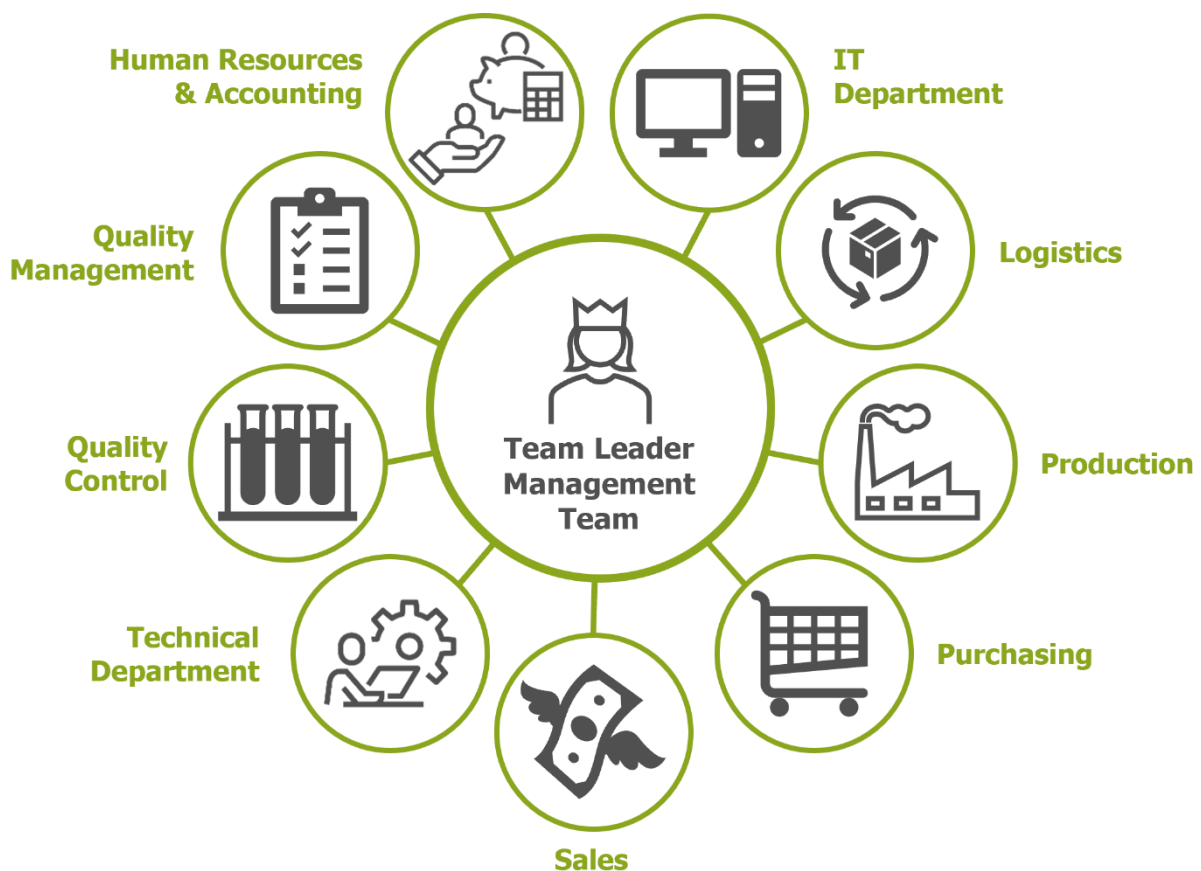 Human Resources
& Accounting
IT
Department
Quality
Management
Logistics
Team Leader
Management
Team
Quality
Control
Production
Technical
Department
Purchasing
Sales